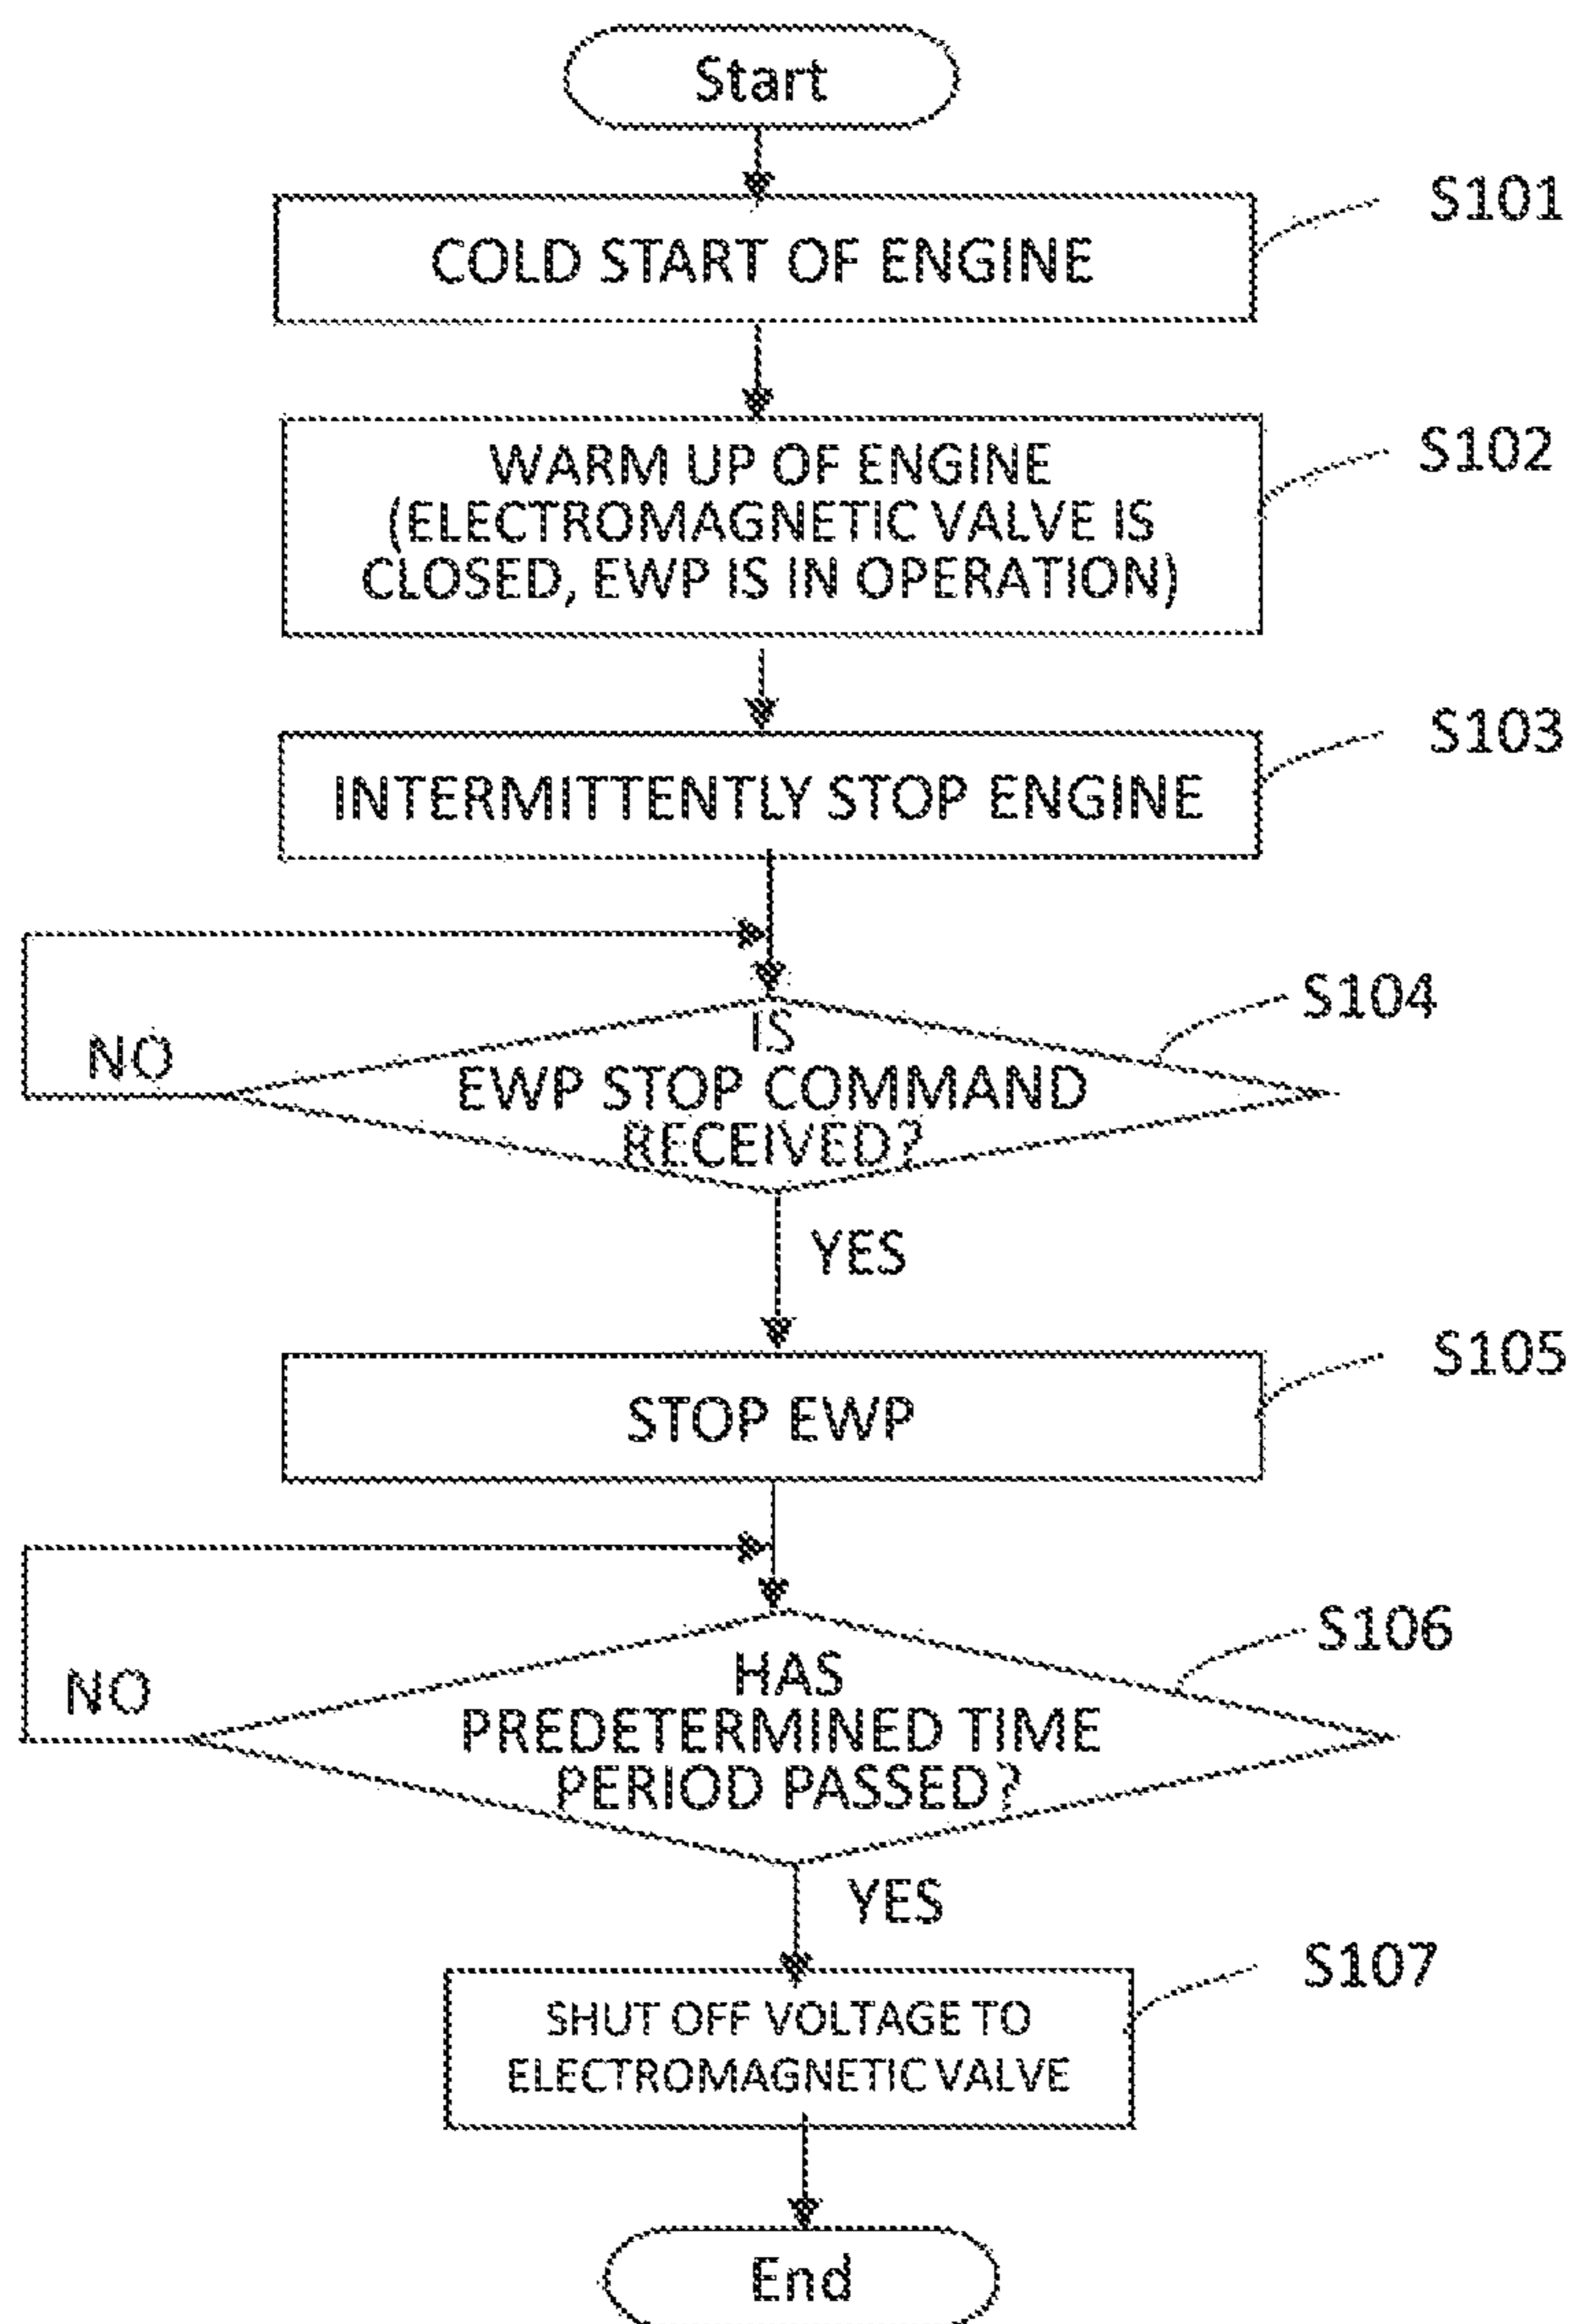 Start
S101
COLD START OF ENGINE
S102
WARM UP OF ENGINE
(ELECTROMAGNETIC VALVE IS
CLOSED, EWP IS IN OPERATION)
S103
INTERMITTENTLY STOP ENGINE
S104
IS
NO
EWP STOP COMMAND
RECEIVED?
YES
S105
STOP EWP
S106
HAS
NO
PREDETERMINED TIME
PERIOD PASSED?
YES
S107
SHUT OFF VOLTAGE TO
ELECTROMAGNETIC VALVE
End